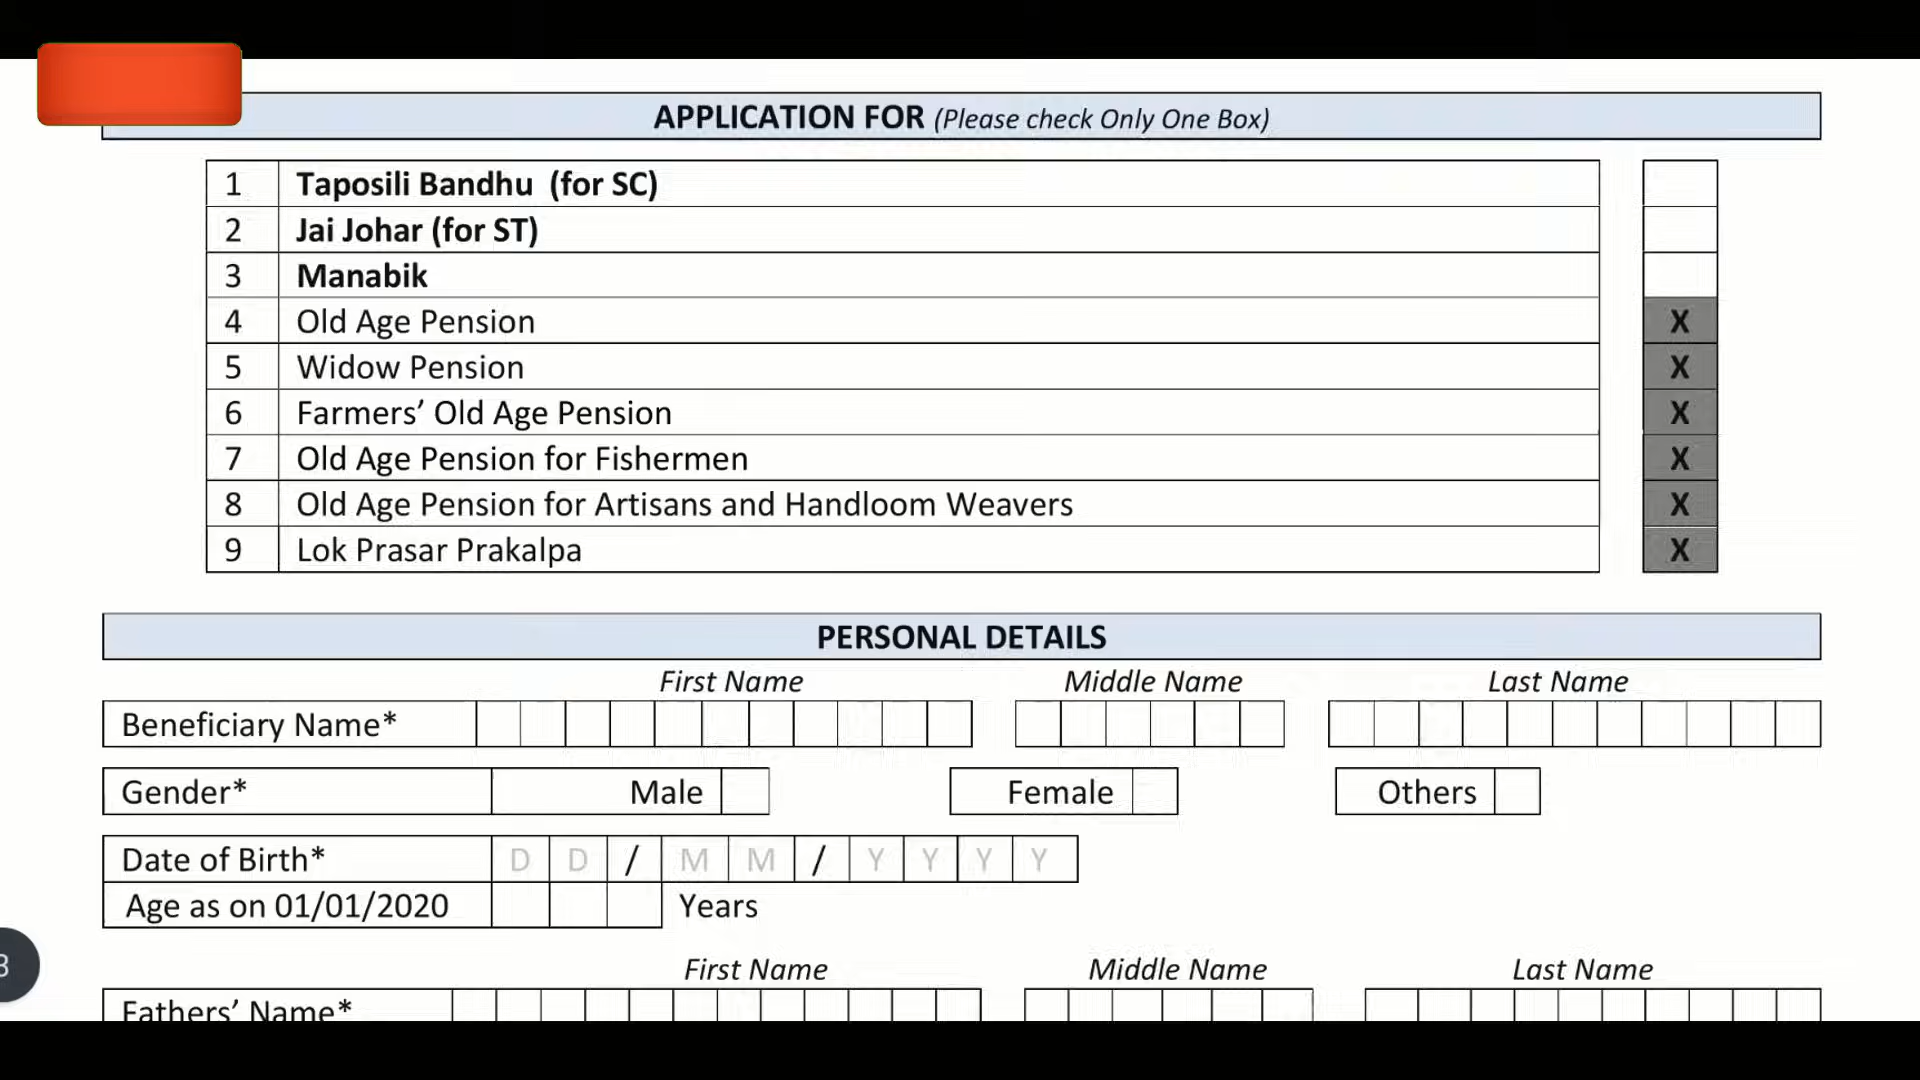 APPLICATION FOR (Please check Only One Box)
1 Taposili Bandhu (for SC)
2 Jai Johar (for ST)
3 Manabik
4 Old Age Pension X
5 Widow Pension X
6 Farmers’ Old Age Pension X
7 Old Age Pension for Fishermen X
8 Old Age Pension for Artisans and Handloom Weavers X
9 Lok Prasar Prakalpa X
PERSONAL DETAILS
First Name Middle Name Last Name
Beneficiary Name*
Gender* Male Female Others
Date of Birth* D D / M M / Y Y Y Y
Age as on 01/01/2020 Years
First Name Middle Name Last Name
Fathers’ Name*